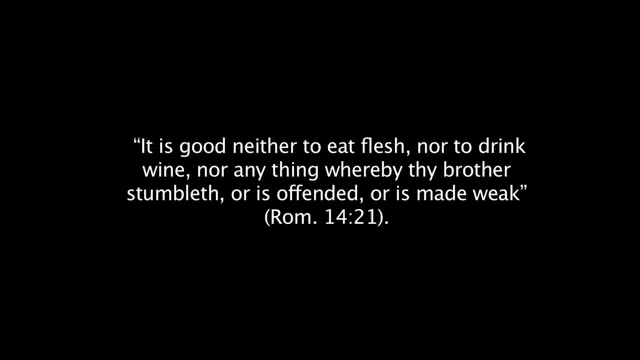 “It is good neither to eat flesh, nor to drink
wine, nor any thing whereby thy brother
stumbleth, or is offended, or is made weak”
(Rom. 14:21).